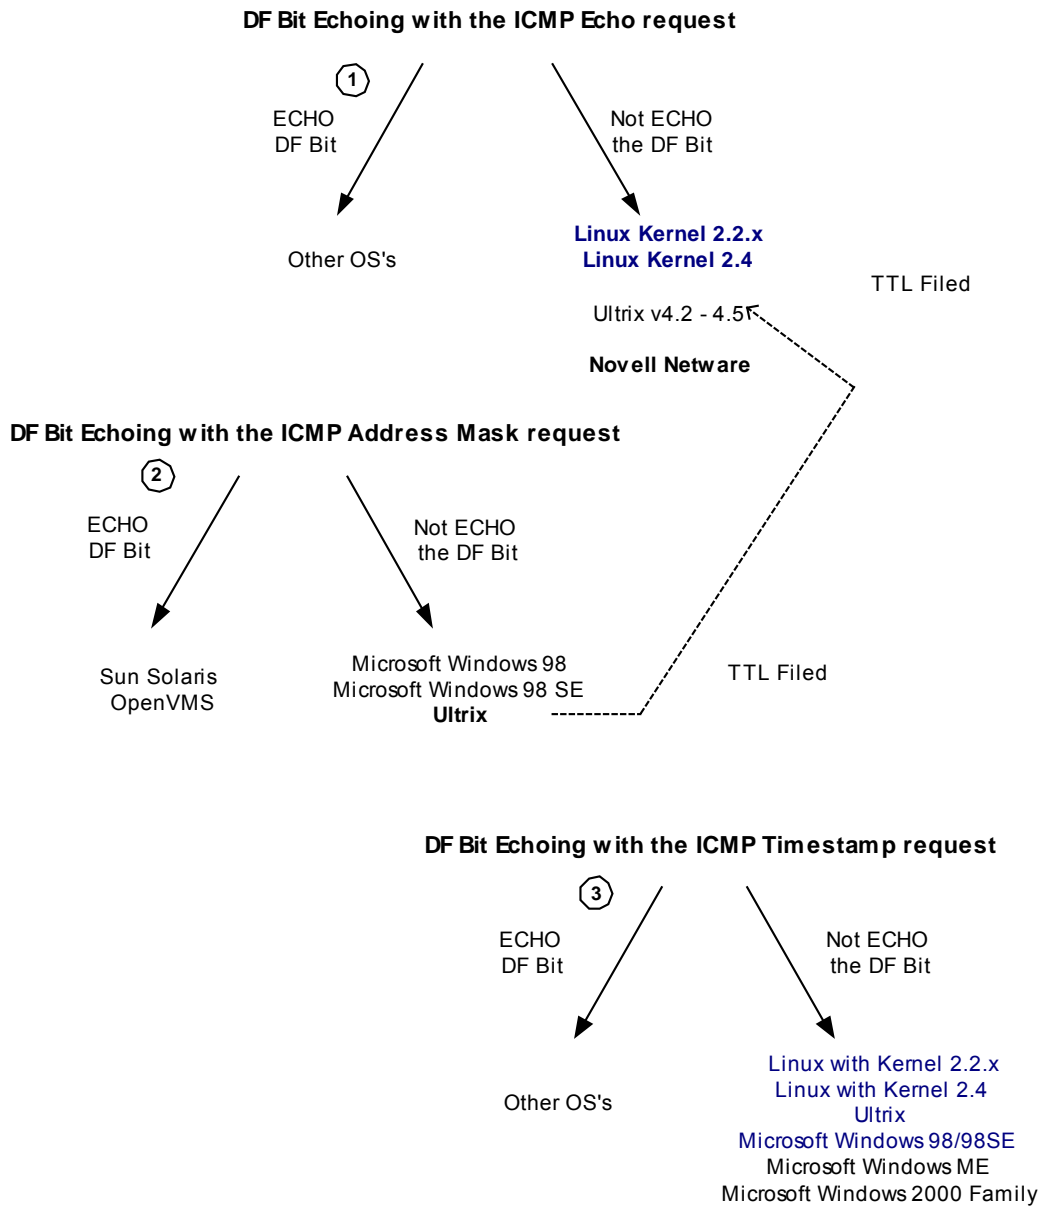 DF Bit Echoing with the ICMP Echo request
1
ECHO
DF Bit
Not ECHO
the DF Bit
Other OS's
Linux Kernel 2.2.x
Linux Kernel 2.4
Ultrix v4.2 - 4.5
Novell Netware
TTL Filed
DF Bit Echoing with the ICMP Address Mask request
2
ECHO
DF Bit
Not ECHO
the DF Bit
Sun Solaris
OpenVMS
Microsoft Windows 98
Microsoft Windows 98 SE
Ultrix
TTL Filed
DF Bit Echoing with the ICMP Timestamp request
3
ECHO
DF Bit
Not ECHO
the DF Bit
Other OS's
Linux with Kernel 2.2.x
Linux with Kernel 2.4
Ultrix
Microsoft Windows 98/98SE
Microsoft Windows ME
Microsoft Windows 2000 Family